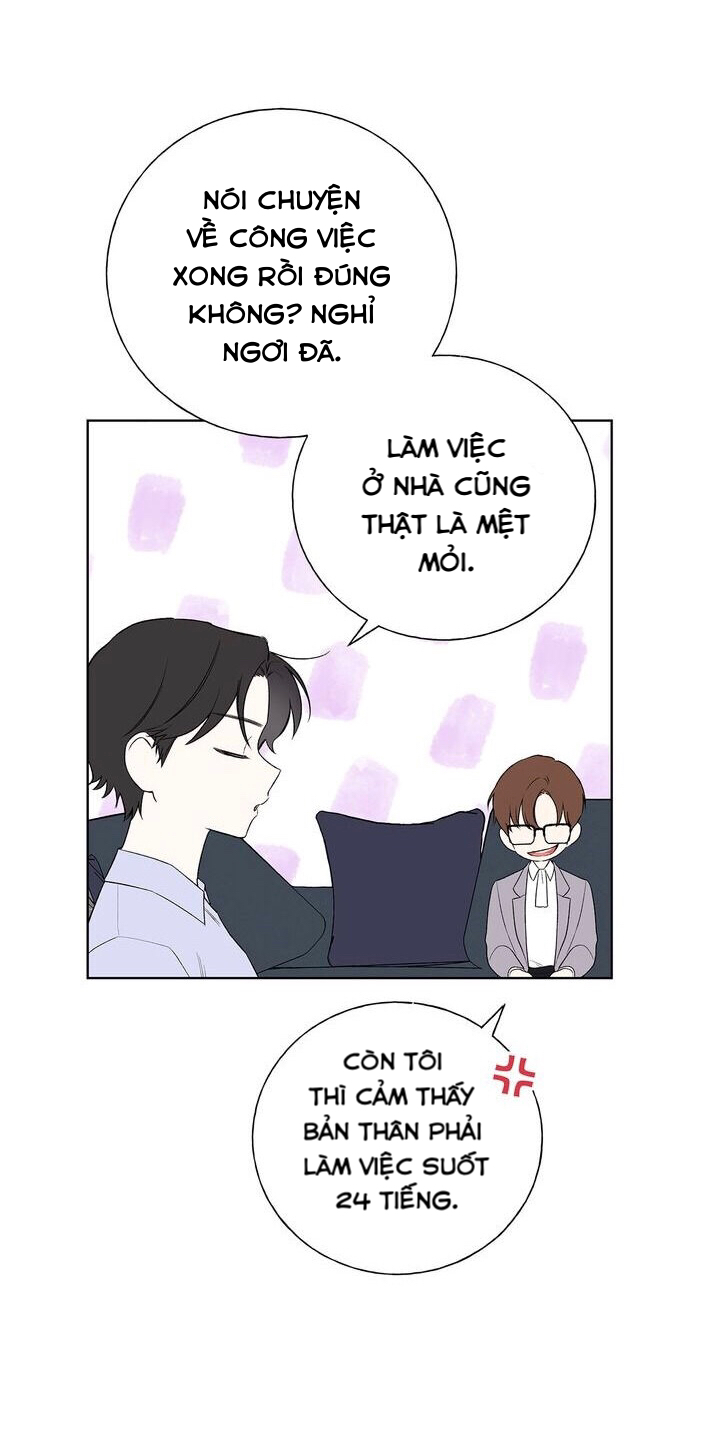 NÓI CHUYỆN
VỀ CÔNG VIỆC
XONG RỒI ĐÚNG
KHÔNG? NGHỈ
NGƠI ĐÃ.
LÀM VIỆC
Ở NHÀ CŨNG
THẬT LÀ MỆT
MỎI.
CÒN TÔI
THÌ CẢM THẤY
BẢN THÂN PHẢI
LÀM VIỆC SUỐT
24 TIẾNG.